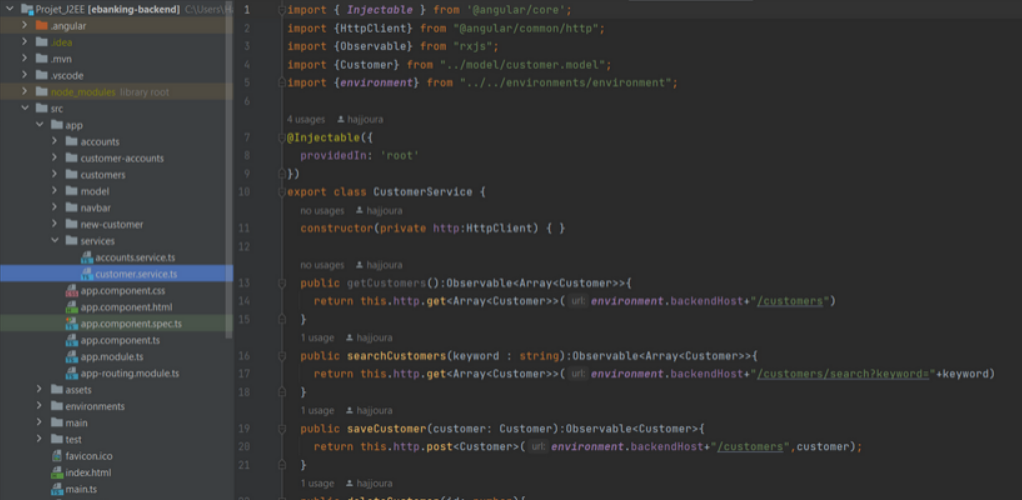 Projet_J2EE [ebanking-backend] C:\Users\H
.angular
.idea
.mvn
.vscode
node_modules library root
src
app
accounts
customer-accounts
customers
model
navbar
new-customer
services
accounts.service.ts
customer.service.ts
app.component.css
app.component.html
app.component.spec.ts
app.component.ts
app.module.ts
app-routing.module.ts
assets
environments
main
test
favicon.ico
index.html
main.ts
1 import { Injectable } from '@angular/core';
2 import {HttpClient} from "@angular/common/http";
3 import {Observable} from "rxjs";
4 import {Customer} from "../model/customer.model";
5 import {environment} from "../../environments/environment";
6
4 usages hajjoura
7 @Injectable({
8 providedIn: 'root'
9 })
10 export class CustomerService {
no usages hajjoura
11 constructor(private http:HttpClient) { }
12
no usages hajjoura
13 public getCustomers():Observable<Array<Customer>>{
14 return this.http.get<Array<Customer>>( url: environment.backendHost+"/customers")
15 }
1 usage hajjoura
16 public searchCustomers(keyword : string):Observable<Array<Customer>>{
17 return this.http.get<Array<Customer>>( url: environment.backendHost+"/customers/search?keyword="+keyword)
18 }
1 usage hajjoura
19 public saveCustomer(customer: Customer):Observable<Customer>{
20 return this.http.post<Customer>( url: environment.backendHost+"/customers",customer);
21 }
1 usage hajjoura
public deleteCustomer(id: number){